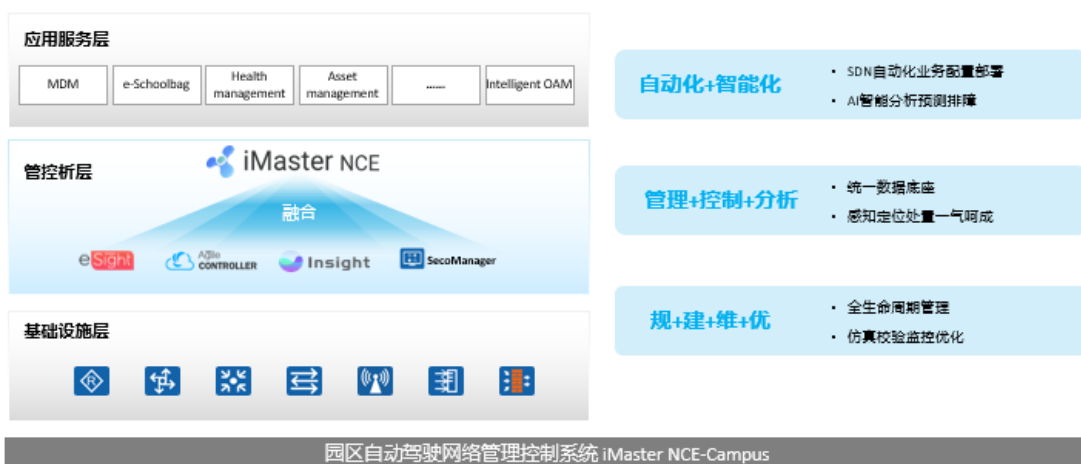 应用服务层
MDM
e-Schoolbag
Health
management
Asset
management
......
Intelligent OAM
管控析层
iMaster NCE
融合
eSight
Agile
CONTROLLER
Insight
SecoManager
基础设施层
R
自动化+智能化
• SDN自动化业务配置部署
• AI智能分析预测排障
管理+控制+分析
• 统一数据底座
• 感知定位处置一气呵成
规+建+维+优
• 全生命周期管理
• 仿真校验监控优化
园区自动驾驶网络管理控制系统 iMaster NCE-Campus